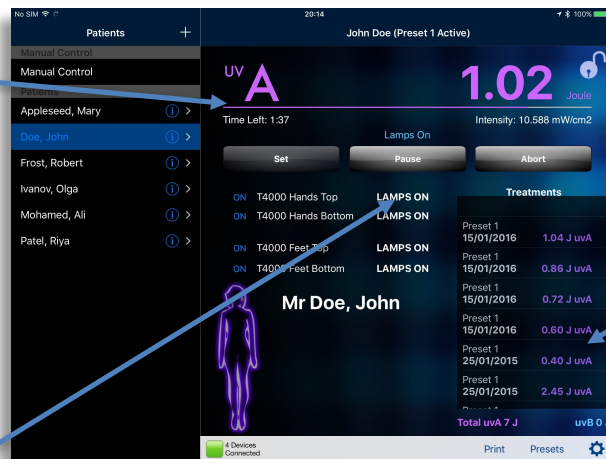 No SIM
20:14
100%
Patients
+
John Doe (Preset 1 Active)
Manual Control
Manual Control
Patients
Appleseed, Mary
Doe, John
Frost, Robert
Ivanov, Olga
Mohamed, Ali
Patel, Riya
UV A
1.02 Joule
Time Left: 1:37
Intensity: 10.588 mW/cm2
Lamps On
Set
Pause
Abort
ON T4000 Hands Top LAMPS ON
ON T4000 Hands Bottom LAMPS ON
ON T4000 Feet Top LAMPS ON
ON T4000 Feet Bottom LAMPS ON
Mr Doe, John
Treatments
Preset 1
15/01/2016 1.04 J uvA
Preset 1
15/01/2016 0.86 J uvA
Preset 1
15/01/2016 0.72 J uvA
Preset 1
15/01/2016 0.60 J uvA
Preset 1
25/01/2015 0.40 J uvA
Preset 1
25/01/2015 2.45 J uvA
Total uvA 7 J
uvB 0
4 Devices
Connected
Print
Presets